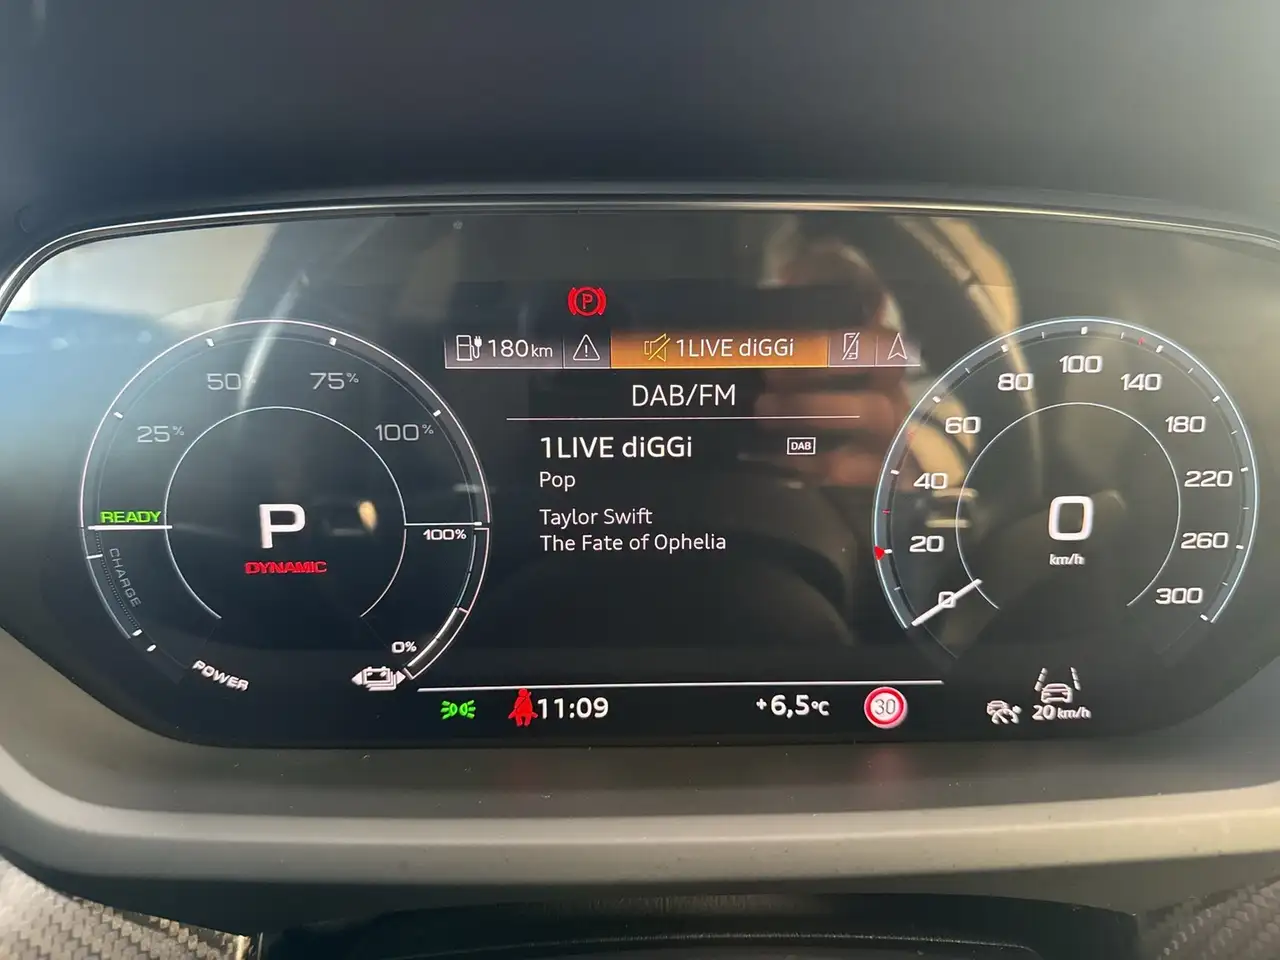 P
180 km
1LIVE diGGi
DAB/FM
1LIVE diGGi
DAB
Pop
Taylor Swift
The Fate of Ophelia
25%
50%
75%
100%
READY
P
DYNAMIC
CHARGE
POWER
100%
0%
0
20
40
60
80
100
140
180
220
260
300
0
km/h
11:09
+6,5°C
30
20 km/h